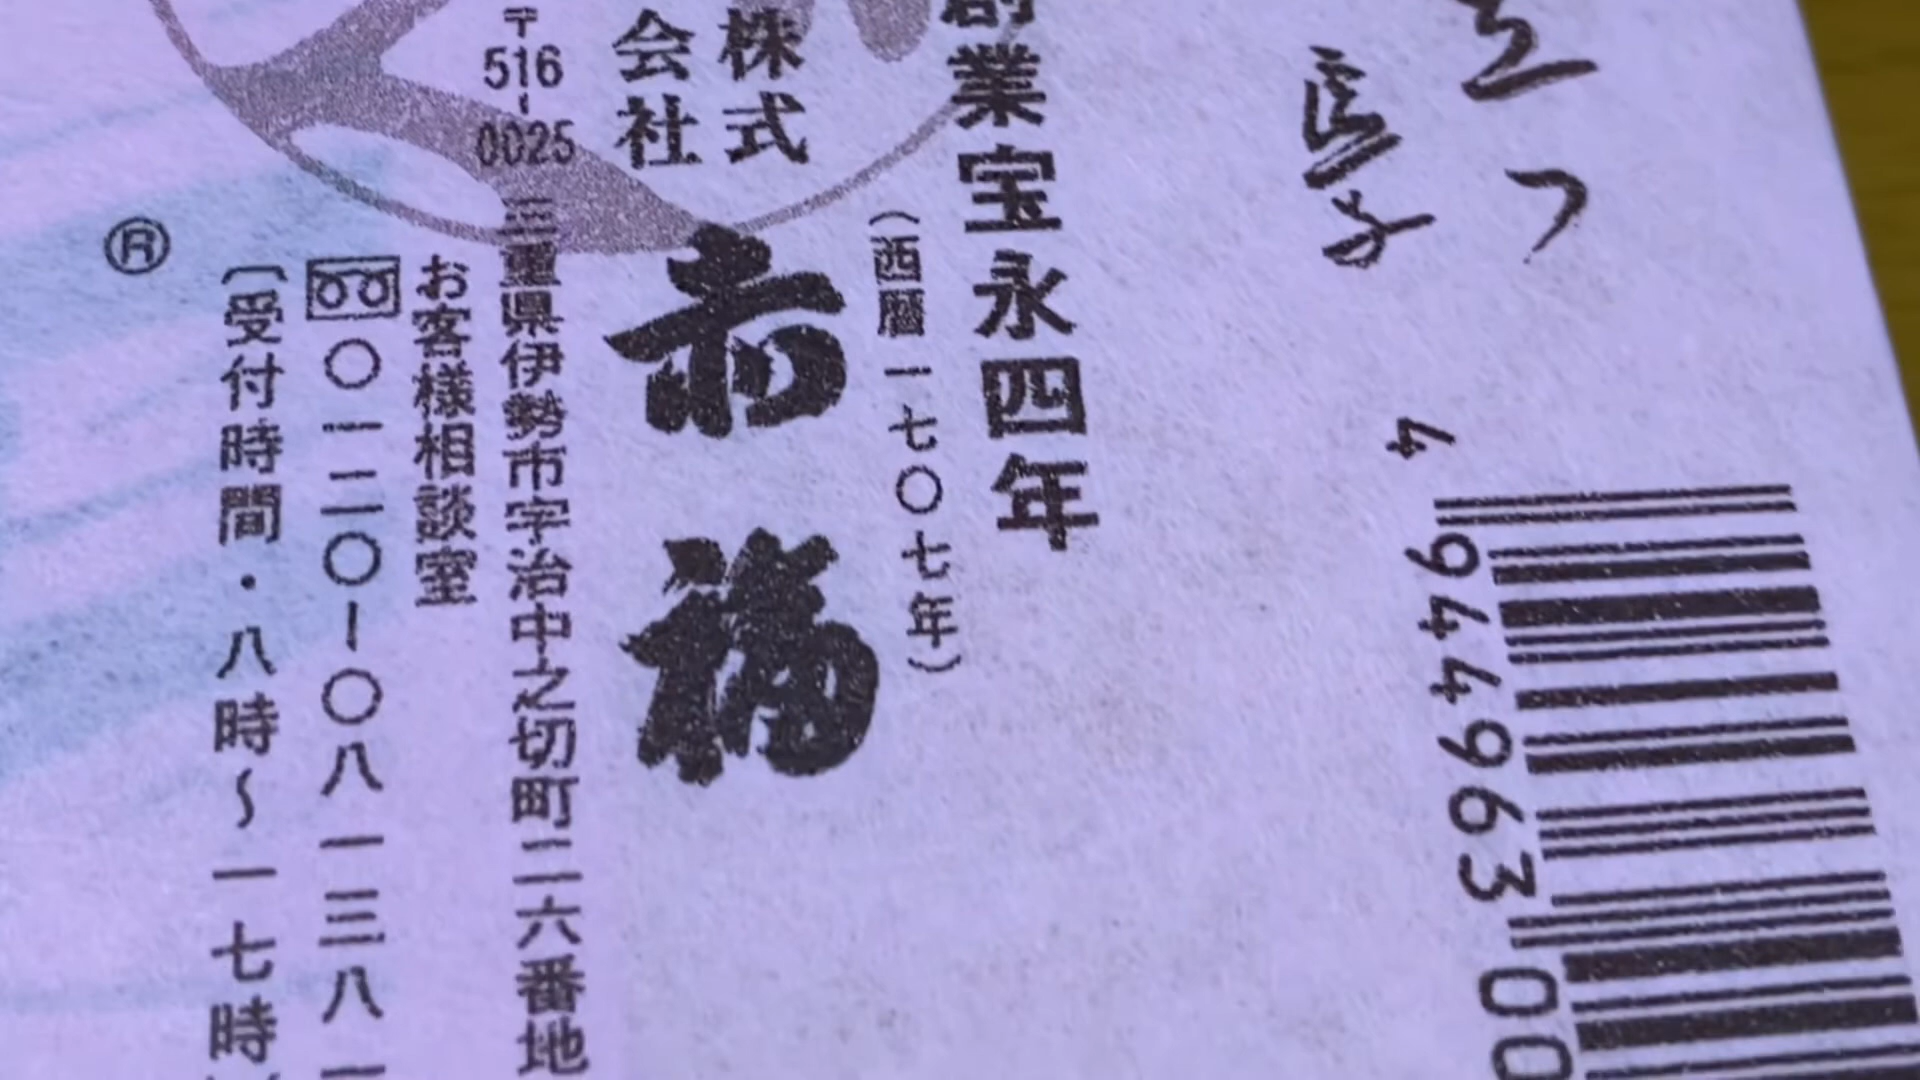 創業宝永四年
（西暦一七〇七年）
株式
会社
赤福
〒516-0025
三重県伊勢市宇治中之切町二六番地
お客様相談室
〇一二〇-〇八一三八一
〔受付時間・八時〜一七時
®
4 944963 00